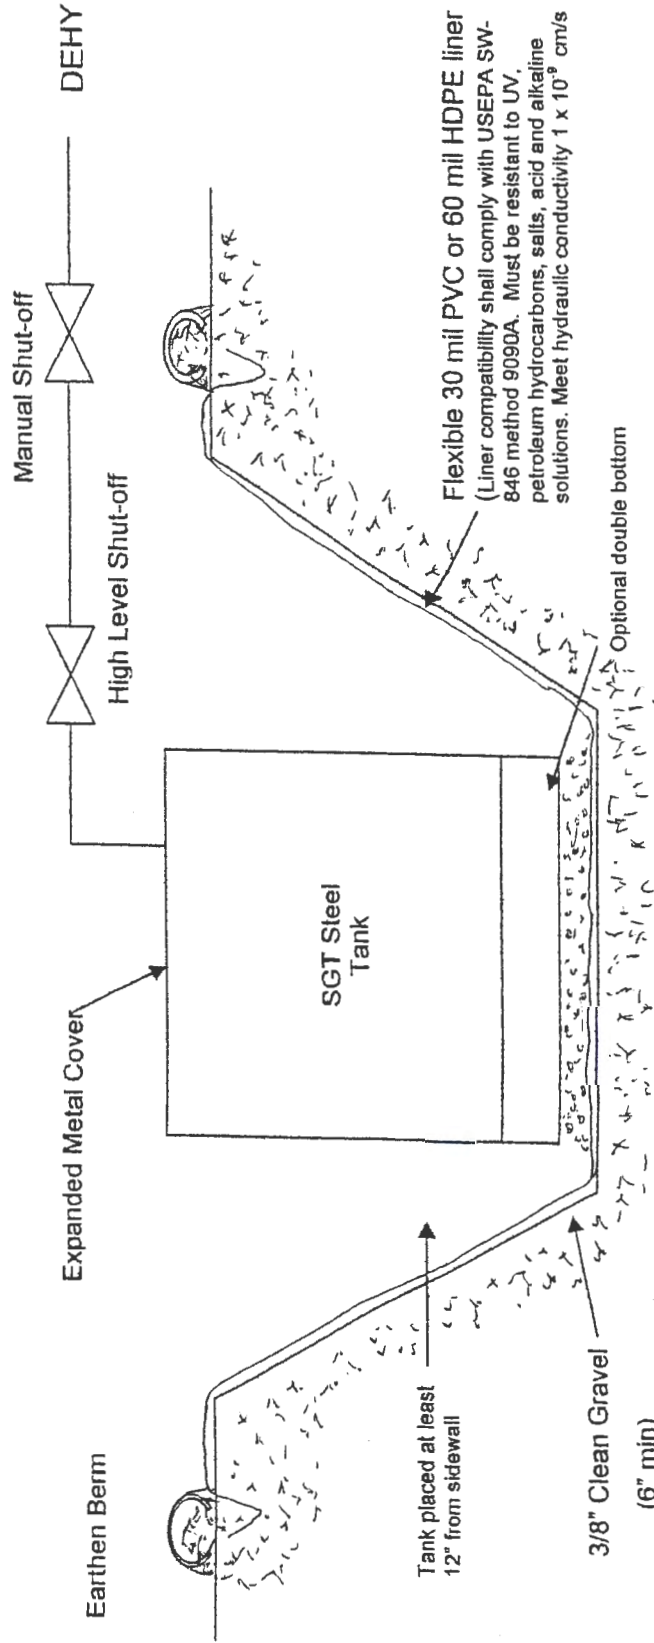 DEHY
Manual Shut-off
High Level Shut-off
Expanded Metal Cover
Earthen Berm
SGT Steel
Tank
Flexible 30 mil PVC or 60 mil HDPE liner
(Liner compatibility shall comply with USEPA SW-
846 method 9090A.  Must be resistant to UV,
petroleum hydrocarbons, salts, acid and alkaline
solutions. Meet hydraulic conductivity 1 x 10⁻⁹ cm/s
Optional double bottom
Tank placed at least
12" from sidewall
3/8" Clean Gravel
(6" min)